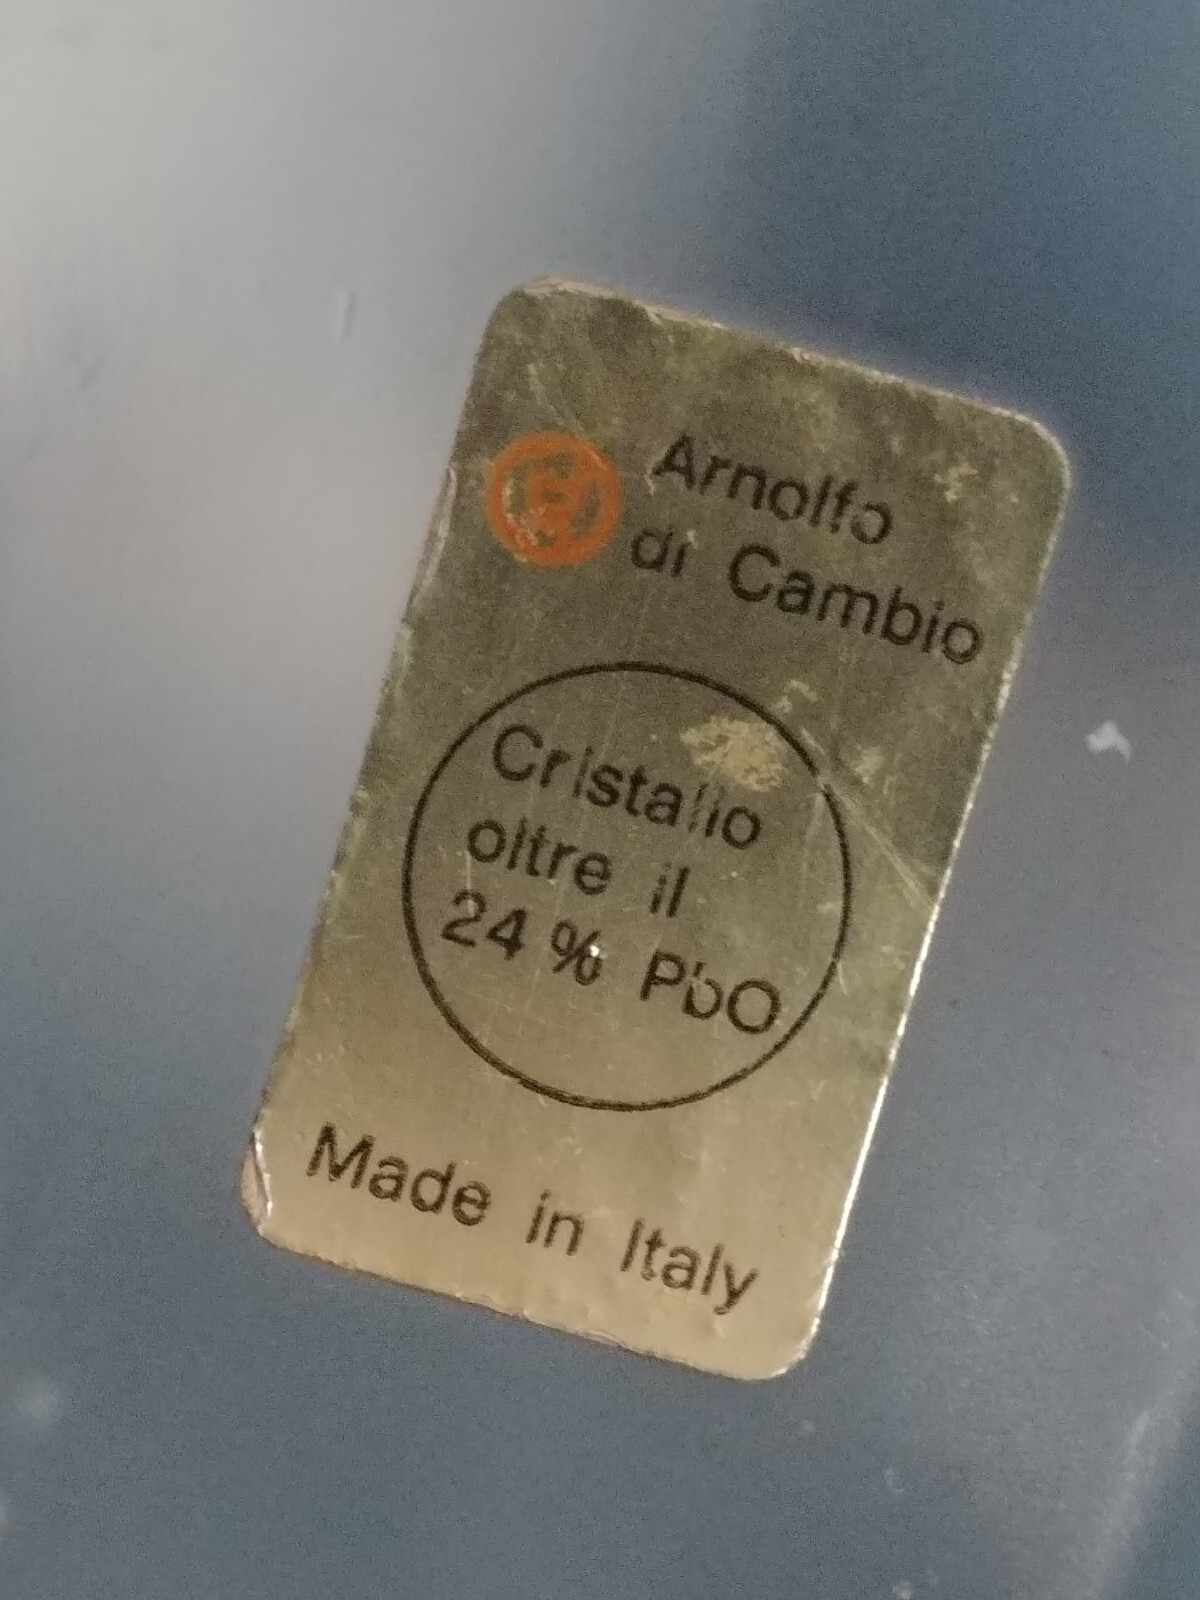 Arnolfo
di Cambio
Cristallo
oltre il
24 % PbO
Made in Italy